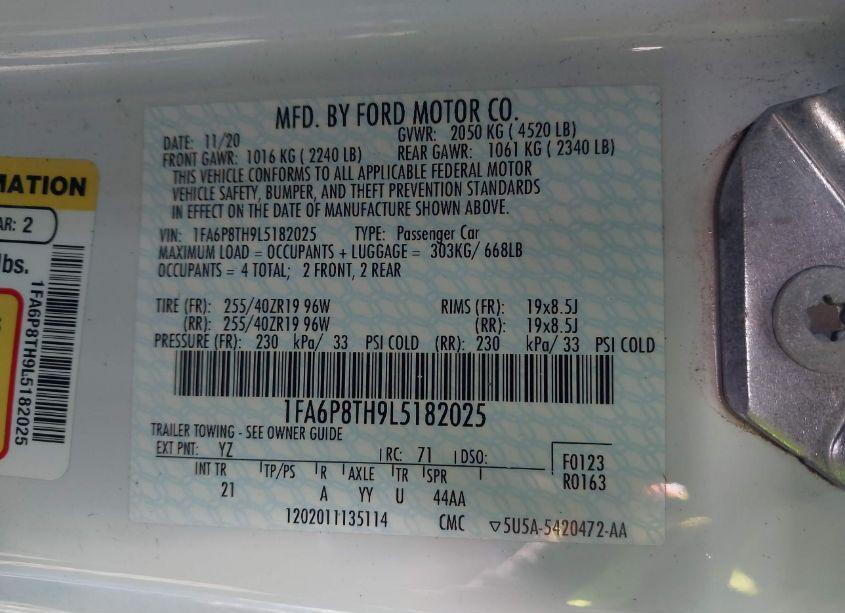 MFD. BY FORD MOTOR CO.
DATE: 11/20 GVWR: 2050 KG ( 4520 LB)
FRONT GAWR: 1016 KG ( 2240 LB) REAR GAWR: 1061 KG ( 2340 LB)
THIS VEHICLE CONFORMS TO ALL APPLICABLE FEDERAL MOTOR
VEHICLE SAFETY, BUMPER, AND THEFT PREVENTION STANDARDS
IN EFFECT ON THE DATE OF MANUFACTURE SHOWN ABOVE.
VIN: 1FA6P8TH9L5182025 TYPE: Passenger Car
MAXIMUM LOAD = OCCUPANTS + LUGGAGE = 303KG/ 668LB
OCCUPANTS = 4 TOTAL; 2 FRONT, 2 REAR
TIRE (FR): 255/40ZR19 96W RIMS (FR): 19x8.5J
(RR): 255/40ZR19 96W (RR): 19x8.5J
PRESSURE (FR): 230 kPa/ 33 PSI COLD (RR): 230 kPa/ 33 PSI COLD
1FA6P8TH9L5182025
TRAILER TOWING - SEE OWNER GUIDE
EXT PNT: YZ RC: 71 DSO: F0123
INT TR TP/PS R AXLE TR SPR R0163
21 A YY U 44AA
1202011135114 CMC ▽5U5A-5420472-AA
MATION
AR: 2
lbs.
1FA6P8TH9L5182025